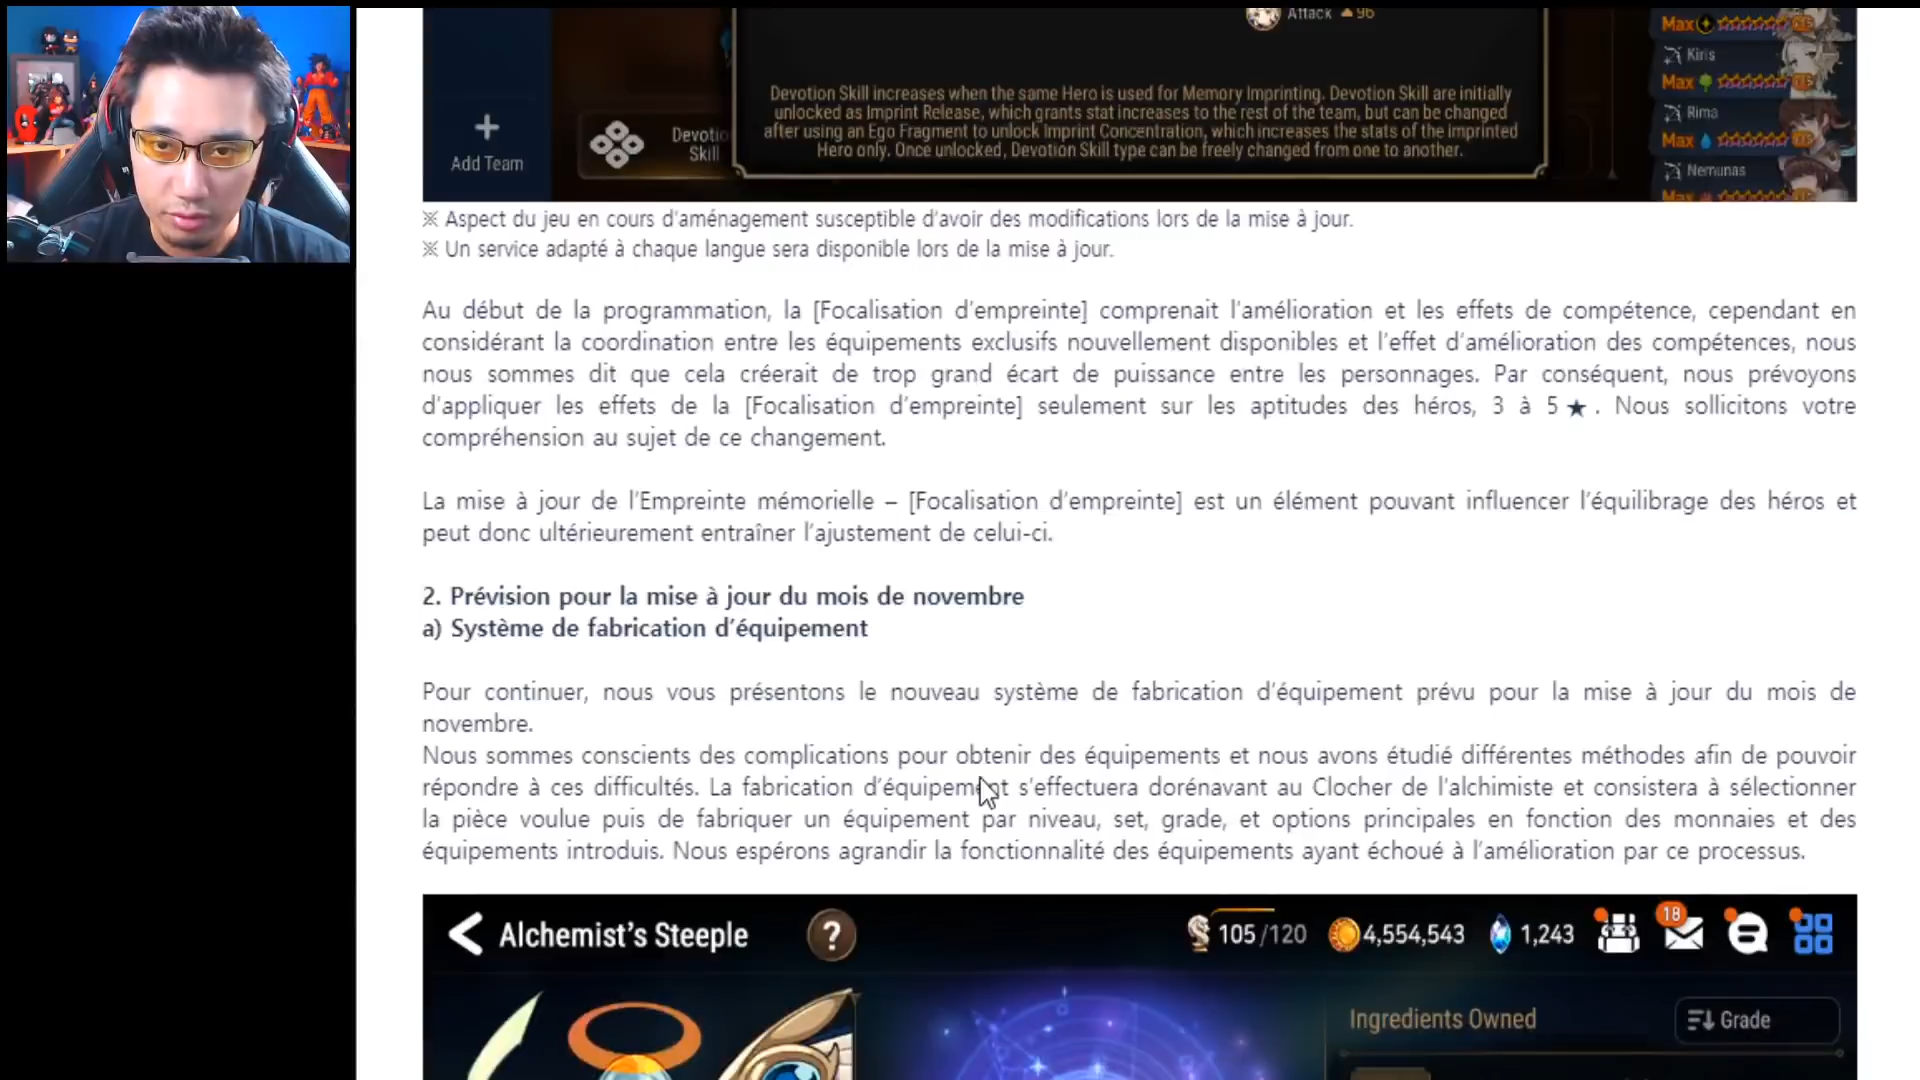 Attack 96
Max
Kiris
Max
Rima
Max
Nemunas
Max
Add Team
Devotio
Skill
Devotion Skill increases when the same Hero is used for Memory Imprinting. Devotion Skill are initially
unlocked as Imprint Release, which grants stat increases to the rest of the team, but can be changed
after using an Ego Fragment to unlock Imprint Concentration, which increases the stats of the imprinted
Hero only. Once unlocked, Devotion Skill type can be freely changed from one to another.
※ Aspect du jeu en cours d'aménagement susceptible d'avoir des modifications lors de la mise à jour.
※ Un service adapté à chaque langue sera disponible lors de la mise à jour.
Au début de la programmation, la [Focalisation d'empreinte] comprenait l'amélioration et les effets de compétence, cependant en
considérant la coordination entre les équipements exclusifs nouvellement disponibles et l'effet d'amélioration des compétences, nous
nous sommes dit que cela créerait de trop grand écart de puissance entre les personnages. Par conséquent, nous prévoyons
d'appliquer les effets de la [Focalisation d'empreinte] seulement sur les aptitudes des héros, 3 à 5 ★ . Nous sollicitons votre
compréhension au sujet de ce changement.
La mise à jour de l'Empreinte mémorielle – [Focalisation d'empreinte] est un élément pouvant influencer l'équilibrage des héros et
peut donc ultérieurement entraîner l'ajustement de celui-ci.
2. Prévision pour la mise à jour du mois de novembre
a) Système de fabrication d'équipement
Pour continuer, nous vous présentons le nouveau système de fabrication d'équipement prévu pour la mise à jour du mois de
novembre.
Nous sommes conscients des complications pour obtenir des équipements et nous avons étudié différentes méthodes afin de pouvoir
répondre à ces difficultés. La fabrication d'équipement s'effectuera dorénavant au Clocher de l'alchimiste et consistera à sélectionner
la pièce voulue puis de fabriquer un équipement par niveau, set, grade, et options principales en fonction des monnaies et des
équipements introduis. Nous espérons agrandir la fonctionnalité des équipements ayant échoué à l'amélioration par ce processus.
Alchemist's Steeple ? 105/120 4,554,543 1,243 18
Ingredients Owned Grade